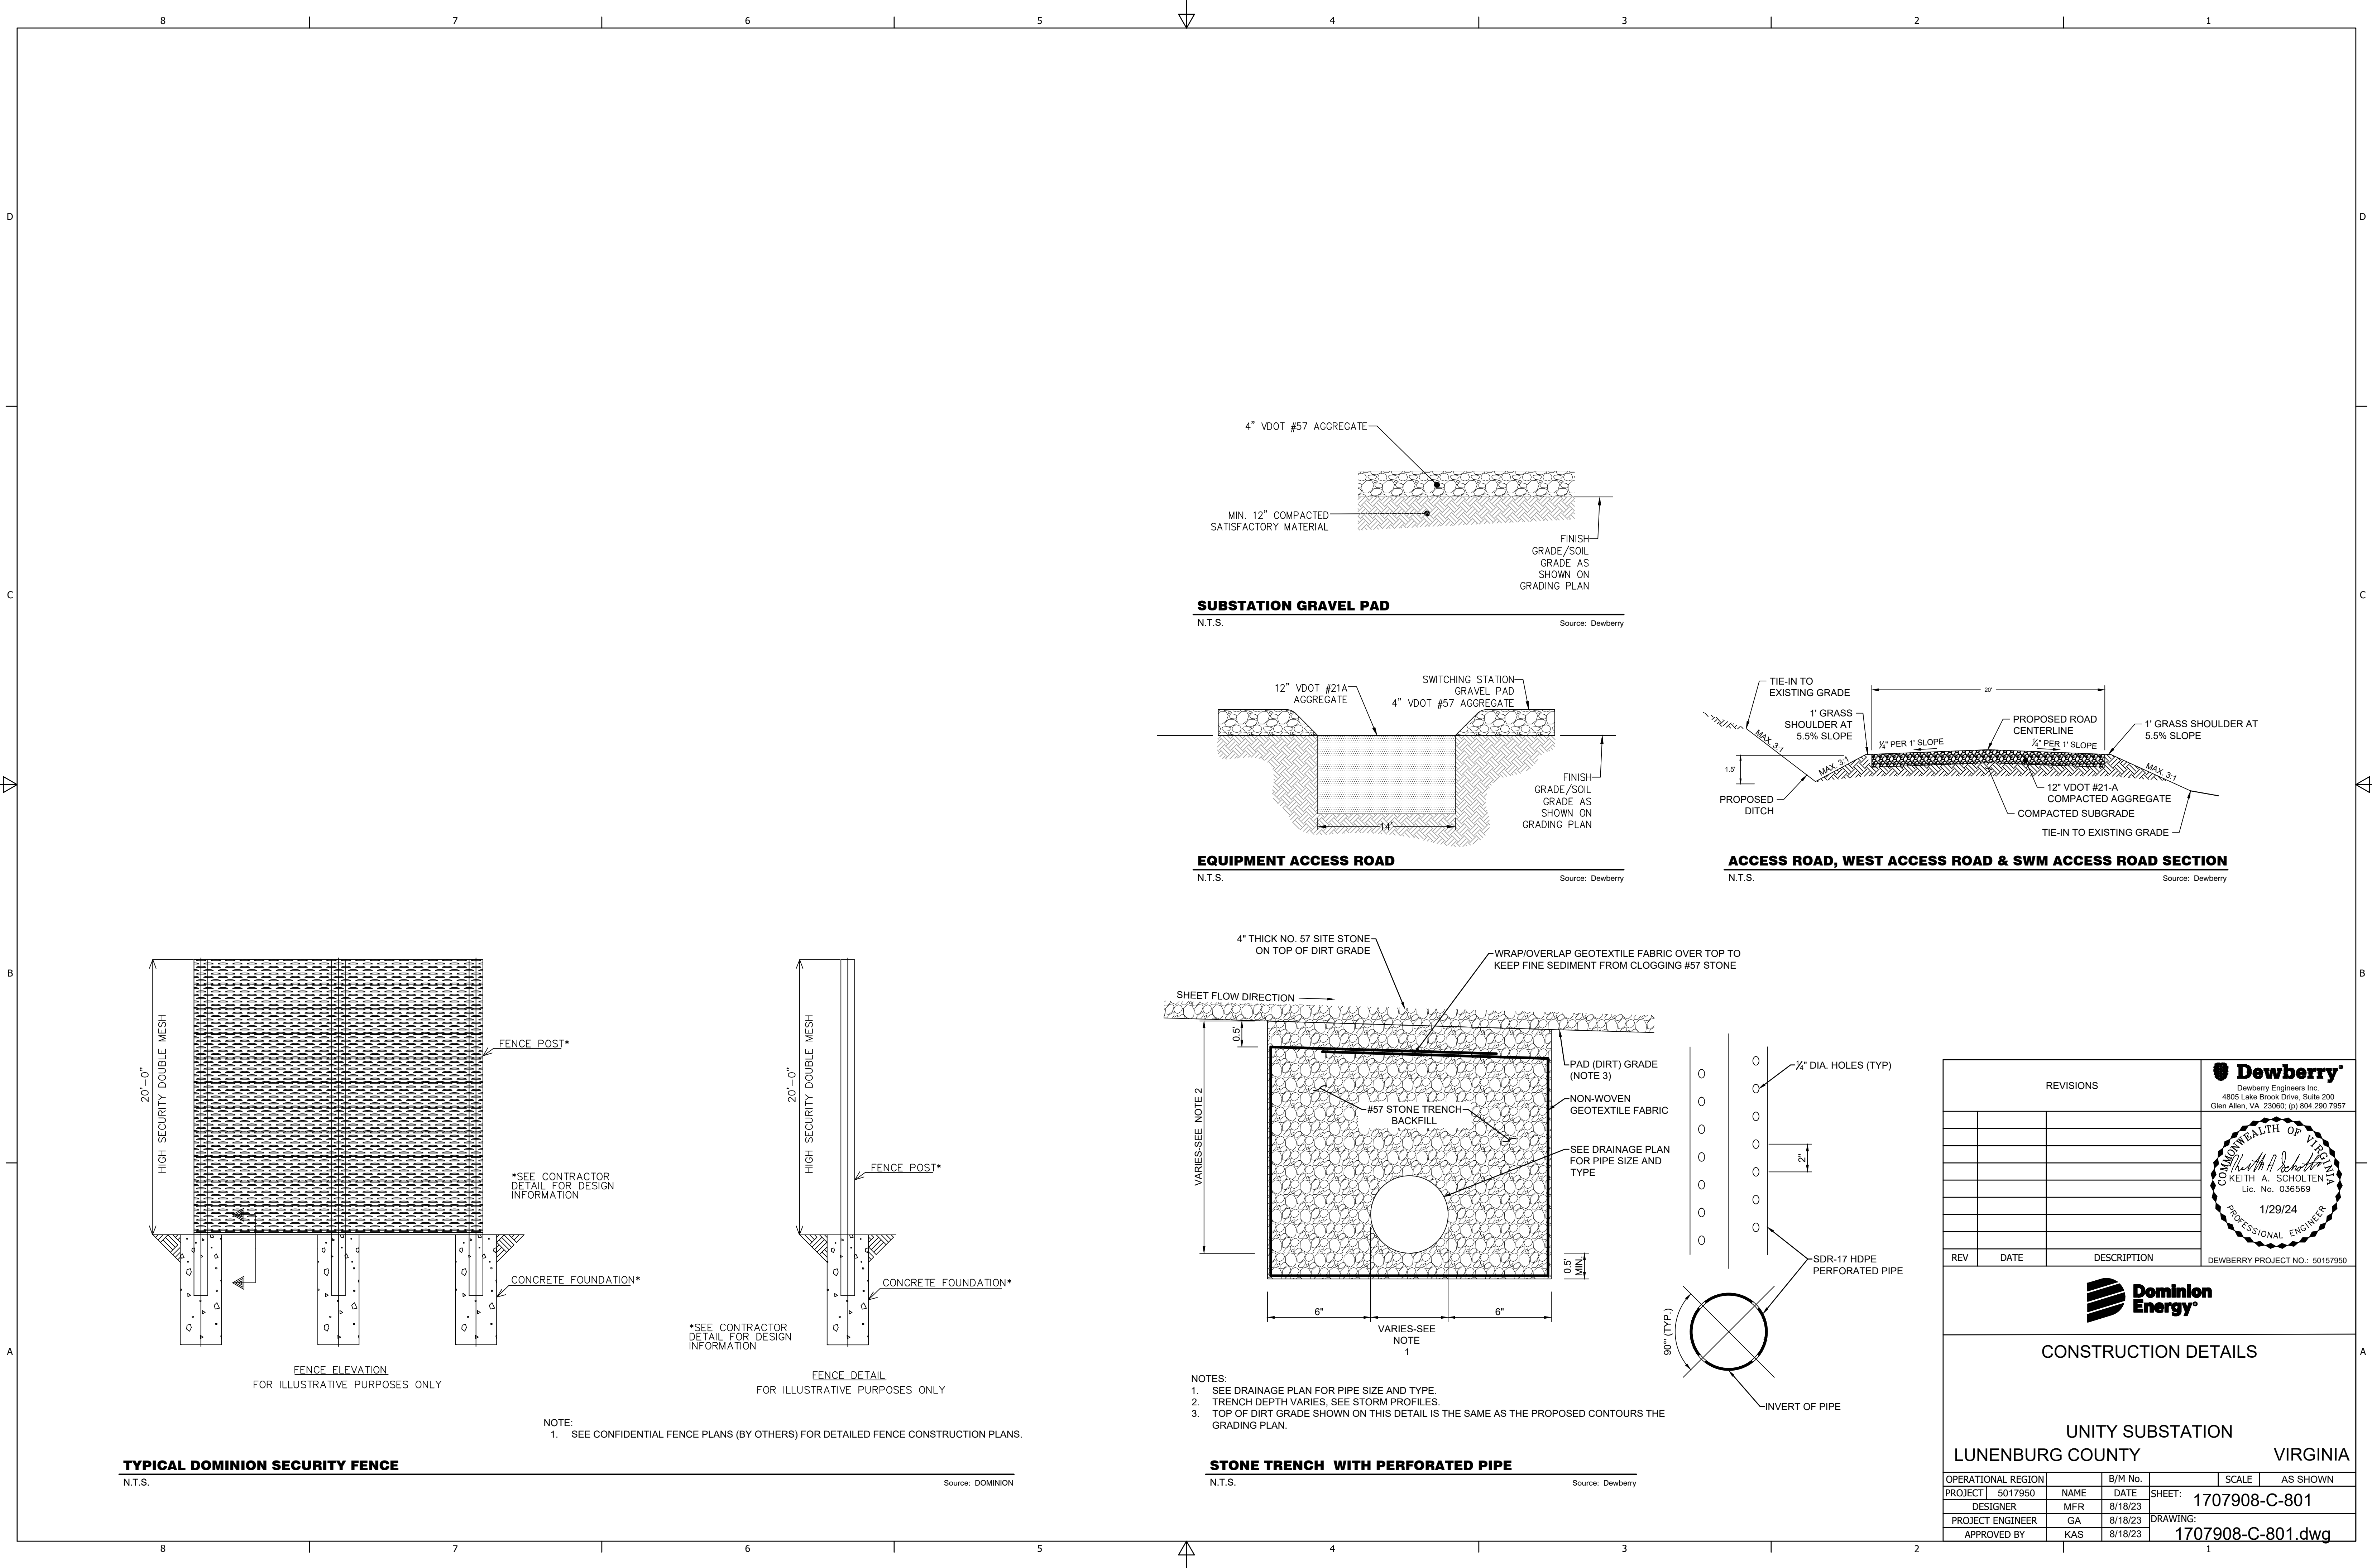 8 7 6 5 4 3 2 1
D
D
C
C
B
B
A
A
4" VDOT #57 AGGREGATE
MIN. 12" COMPACTED
SATISFACTORY MATERIAL
FINISH
GRADE/SOIL
GRADE AS
SHOWN ON
GRADING PLAN
SUBSTATION GRAVEL PAD
N.T.S.
Source: Dewberry
12" VDOT #21A
AGGREGATE
SWITCHING STATION
GRAVEL PAD
4" VDOT #57 AGGREGATE
FINISH
GRADE/SOIL
GRADE AS
SHOWN ON
GRADING PLAN
14'
EQUIPMENT ACCESS ROAD
N.T.S.
Source: Dewberry
TIE-IN TO
EXISTING GRADE
20'
1' GRASS
SHOULDER AT
5.5% SLOPE
PROPOSED ROAD
CENTERLINE
1' GRASS SHOULDER AT
5.5% SLOPE
MAX. 3:1
¼" PER 1' SLOPE
¼" PER 1' SLOPE
1.5'
MAX. 3:1
MAX. 3:1
PROPOSED
DITCH
12" VDOT #21-A
COMPACTED AGGREGATE
COMPACTED SUBGRADE
TIE-IN TO EXISTING GRADE
ACCESS ROAD, WEST ACCESS ROAD & SWM ACCESS ROAD SECTION
N.T.S.
Source: Dewberry
20'-0"
HIGH SECURITY DOUBLE MESH
FENCE POST*
*SEE CONTRACTOR
DETAIL FOR DESIGN
INFORMATION
CONCRETE FOUNDATION*
FENCE ELEVATION
FOR ILLUSTRATIVE PURPOSES ONLY
20'-0"
HIGH SECURITY DOUBLE MESH
FENCE POST*
CONCRETE FOUNDATION*
*SEE CONTRACTOR
DETAIL FOR DESIGN
INFORMATION
FENCE DETAIL
FOR ILLUSTRATIVE PURPOSES ONLY
NOTE:
1. SEE CONFIDENTIAL FENCE PLANS (BY OTHERS) FOR DETAILED FENCE CONSTRUCTION PLANS.
TYPICAL DOMINION SECURITY FENCE
N.T.S.
Source: DOMINION
4" THICK NO. 57 SITE STONE
ON TOP OF DIRT GRADE
WRAP/OVERLAP GEOTEXTILE FABRIC OVER TOP TO
KEEP FINE SEDIMENT FROM CLOGGING #57 STONE
SHEET FLOW DIRECTION
0.5'
VARIES-SEE NOTE 2
PAD (DIRT) GRADE
(NOTE 3)
NON-WOVEN
GEOTEXTILE FABRIC
#57 STONE TRENCH
BACKFILL
SEE DRAINAGE PLAN
FOR PIPE SIZE AND
TYPE
0.5'
MIN.
6"
6"
VARIES-SEE
NOTE
1
¼" DIA. HOLES (TYP)
2"
SDR-17 HDPE
PERFORATED PIPE
90° (TYP.)
INVERT OF PIPE
NOTES:
1. SEE DRAINAGE PLAN FOR PIPE SIZE AND TYPE.
2. TRENCH DEPTH VARIES, SEE STORM PROFILES.
3. TOP OF DIRT GRADE SHOWN ON THIS DETAIL IS THE SAME AS THE PROPOSED CONTOURS THE
GRADING PLAN.
STONE TRENCH WITH PERFORATED PIPE
N.T.S.
Source: Dewberry
REVISIONS
REV DATE DESCRIPTION
Dewberry®
Dewberry Engineers Inc.
4805 Lake Brook Drive, Suite 200
Glen Allen, VA 23060; (p) 804.290.7957
COMMONWEALTH OF VIRGINIA
Keith A Scholten
KEITH A. SCHOLTEN
Lic. No. 036569
1/29/24
PROFESSIONAL ENGINEER
DEWBERRY PROJECT NO.: 50157950
Dominion
Energy®
CONSTRUCTION DETAILS
UNITY SUBSTATION
LUNENBURG COUNTY VIRGINIA
OPERATIONAL REGION B/M No. SCALE AS SHOWN
PROJECT 5017950 NAME DATE SHEET: 1707908-C-801
DESIGNER MFR 8/18/23
PROJECT ENGINEER GA 8/18/23 DRAWING:
APPROVED BY KAS 8/18/23 1707908-C-801.dwg
8 7 6 5 4 3 2 1